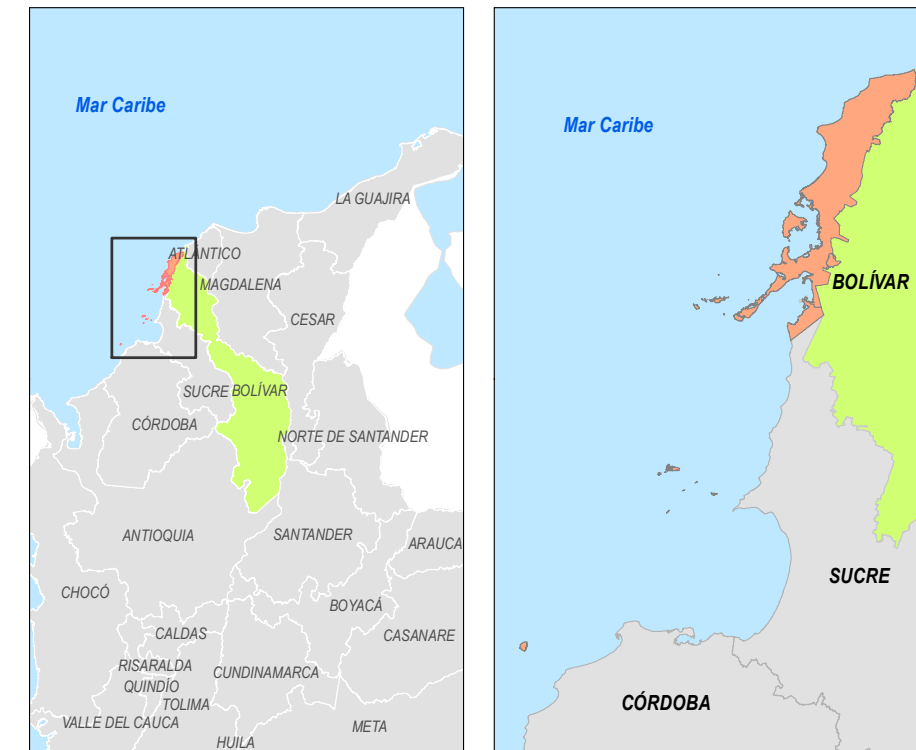 Mar Caribe
LA GUAJIRA
ATLÁNTICO
MAGDALENA
CESAR
SUCRE
BOLÍVAR
CÓRDOBA
NORTE DE SANTANDER
ANTIOQUIA
SANTANDER
ARAUCA
CHOCÓ
BOYACÁ
CALDAS
CASANARE
RISARALDA
CUNDINAMARCA
QUINDÍO
TOLIMA
VALLE DEL CAUCA
META
HUILA
Mar Caribe
BOLÍVAR
SUCRE
CÓRDOBA